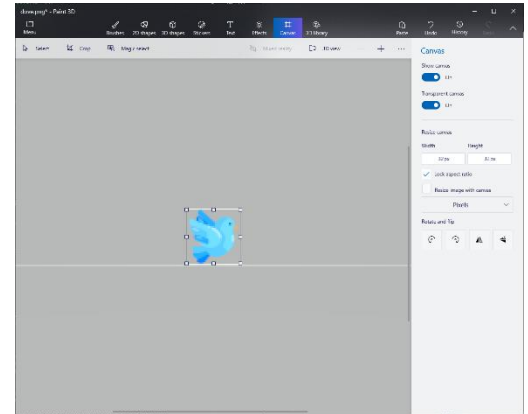 dove.png* - Paint 3D
Menu
Brushes 2D shapes 3D shapes Stickers Text Effects Canvas 3D library Paste Undo History
Select Crop Magic select Mixed reality 3D view
Canvas
Show canvas
On
Transparent canvas
On
Resize canvas
Width Height
Lock aspect ratio
Resize image with canvas
Pixels
Rotate and flip